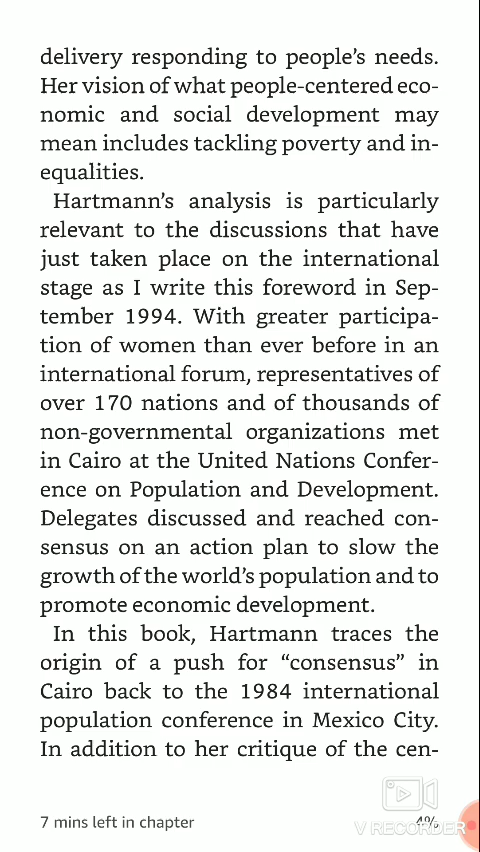 delivery responding to people's needs.
Her vision of what people-centered eco-
nomic and social development may
mean includes tackling poverty and in-
equalities.
Hartmann's analysis is particularly
relevant to the discussions that have
just taken place on the international
stage as I write this foreword in Sep-
tember 1994. With greater participa-
tion of women than ever before in an
international forum, representatives of
over 170 nations and of thousands of
non-governmental organizations met
in Cairo at the United Nations Confer-
ence on Population and Development.
Delegates discussed and reached con-
sensus on an action plan to slow the
growth of the world's population and to
promote economic development.
In this book, Hartmann traces the
origin of a push for “consensus” in
Cairo back to the 1984 international
population conference in Mexico City.
In addition to her critique of the cen-
7 mins left in chapter 4%
V RECORDER